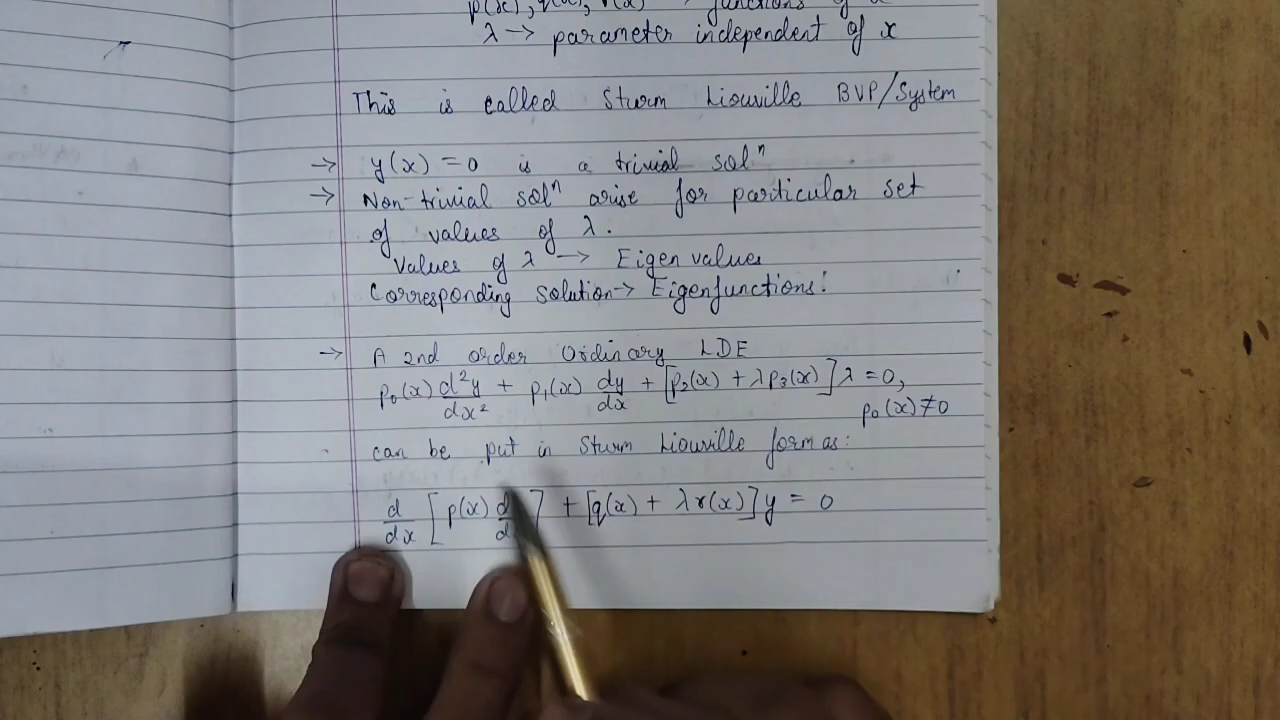 p(x), q(x), r(x) → functions of x
λ → parameter independent of x
This is called Sturm Liouville BVP/System
→ y(x) = 0 is a trivial solⁿ
→ Non-trivial solⁿ arise for particular set
of values of λ.
Values of λ → Eigen values
Corresponding solution → Eigenfunctions!
→ A 2nd order Ordinary LDE
p₀(x) d²y/dx² + p₁(x) dy/dx + [p₂(x) + λp₃(x)] λ = 0,
p₀(x) ≠ 0
can be put in Sturm Liouville form as:
d/dx [p(x) d/d ] + [q(x) + λ r(x)] y = 0